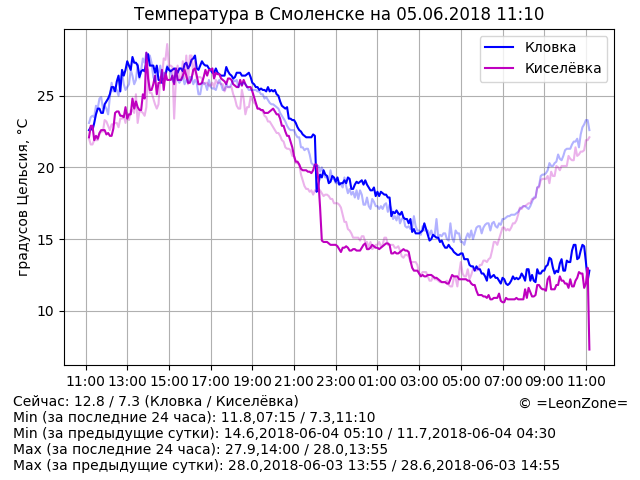 Температура в Смоленске на 05.06.2018 11:10
Кловка
Киселёвка
градусов Цельсия, °C
25
20
15
10
11:00 13:00 15:00 17:00 19:00 21:00 23:00 01:00 03:00 05:00 07:00 09:00 11:00
Сейчас: 12.8 / 7.3 (Кловка / Киселёвка)
© =LeonZone=
Min (за последние 24 часа): 11.8,07:15 / 7.3,11:10
Min (за предыдущие сутки): 14.6,2018-06-04 05:10 / 11.7,2018-06-04 04:30
Max (за последние 24 часа): 27.9,14:00 / 28.0,13:55
Max (за предыдущие сутки): 28.0,2018-06-03 13:55 / 28.6,2018-06-03 14:55